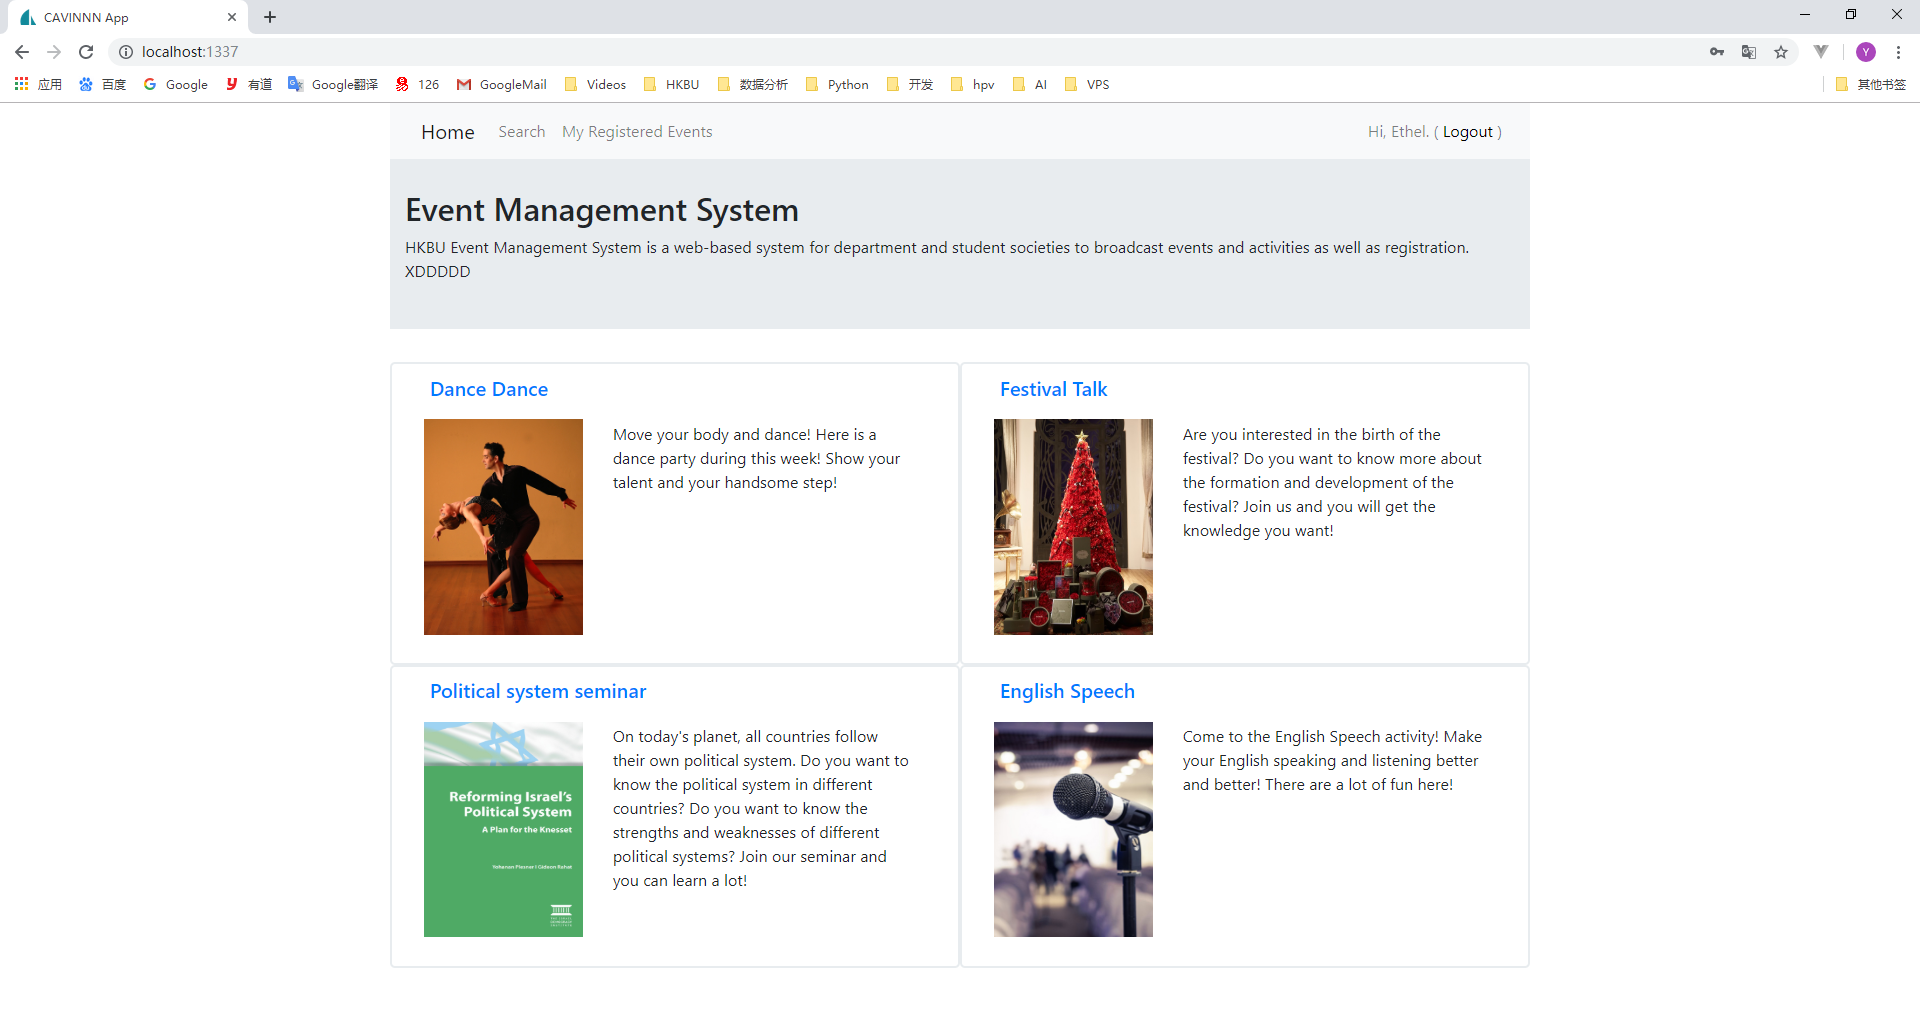 CAVINNN App
localhost:1337
Y
应用
百度
Google
有道
Google翻译
126
GoogleMail
Videos
HKBU
数据分析
Python
开发
hpv
AI
VPS
其他书签
Home
Search
My Registered Events
Hi, Ethel. ( Logout )
Event Management System
HKBU Event Management System is a web-based system for department and student societies to broadcast events and activities as well as registration.
XDDDDD
Dance Dance
Move your body and dance! Here is a
dance party during this week! Show your
talent and your handsome step!
Festival Talk
Are you interested in the birth of the
festival? Do you want to know more about
the formation and development of the
festival? Join us and you will get the
knowledge you want!
Political system seminar
Reforming Israel's
Political System
A Plan for the Knesset
Yohanan Plesner I Gideon Rahat
On today's planet, all countries follow
their own political system. Do you want to
know the political system in different
countries? Do you want to know the
strengths and weaknesses of different
political systems? Join our seminar and
you can learn a lot!
English Speech
Come to the English Speech activity! Make
your English speaking and listening better
and better! There are a lot of fun here!